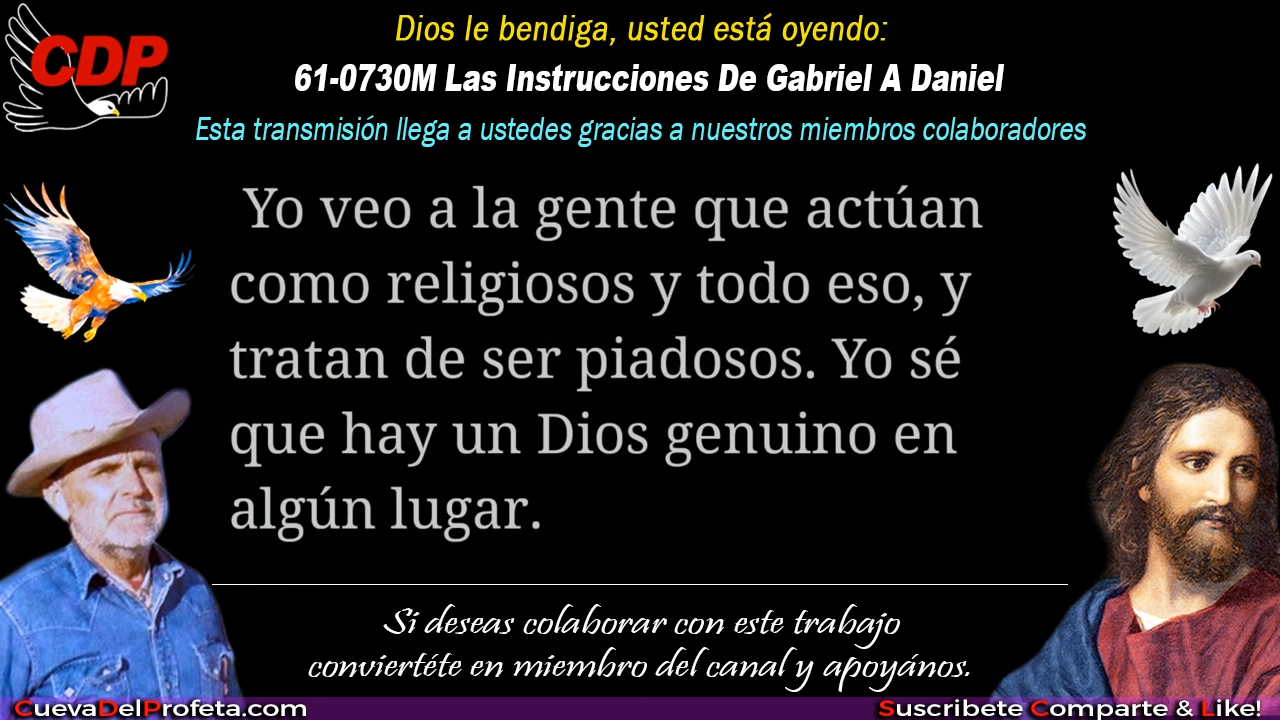 CDP
Dios le bendiga, usted está oyendo:
61-0730M Las Instrucciones De Gabriel A Daniel
Esta transmisión llega a ustedes gracias a nuestros miembros colaboradores
Yo veo a la gente que actúan
como religiosos y todo eso, y
tratan de ser piadosos. Yo sé
que hay un Dios genuino en
algún lugar.
Si deseas colaborar con este trabajo
conviertéte en miembro del canal y apoyános.
CuevaDelProfeta.com
Suscribete Comparte & Like!